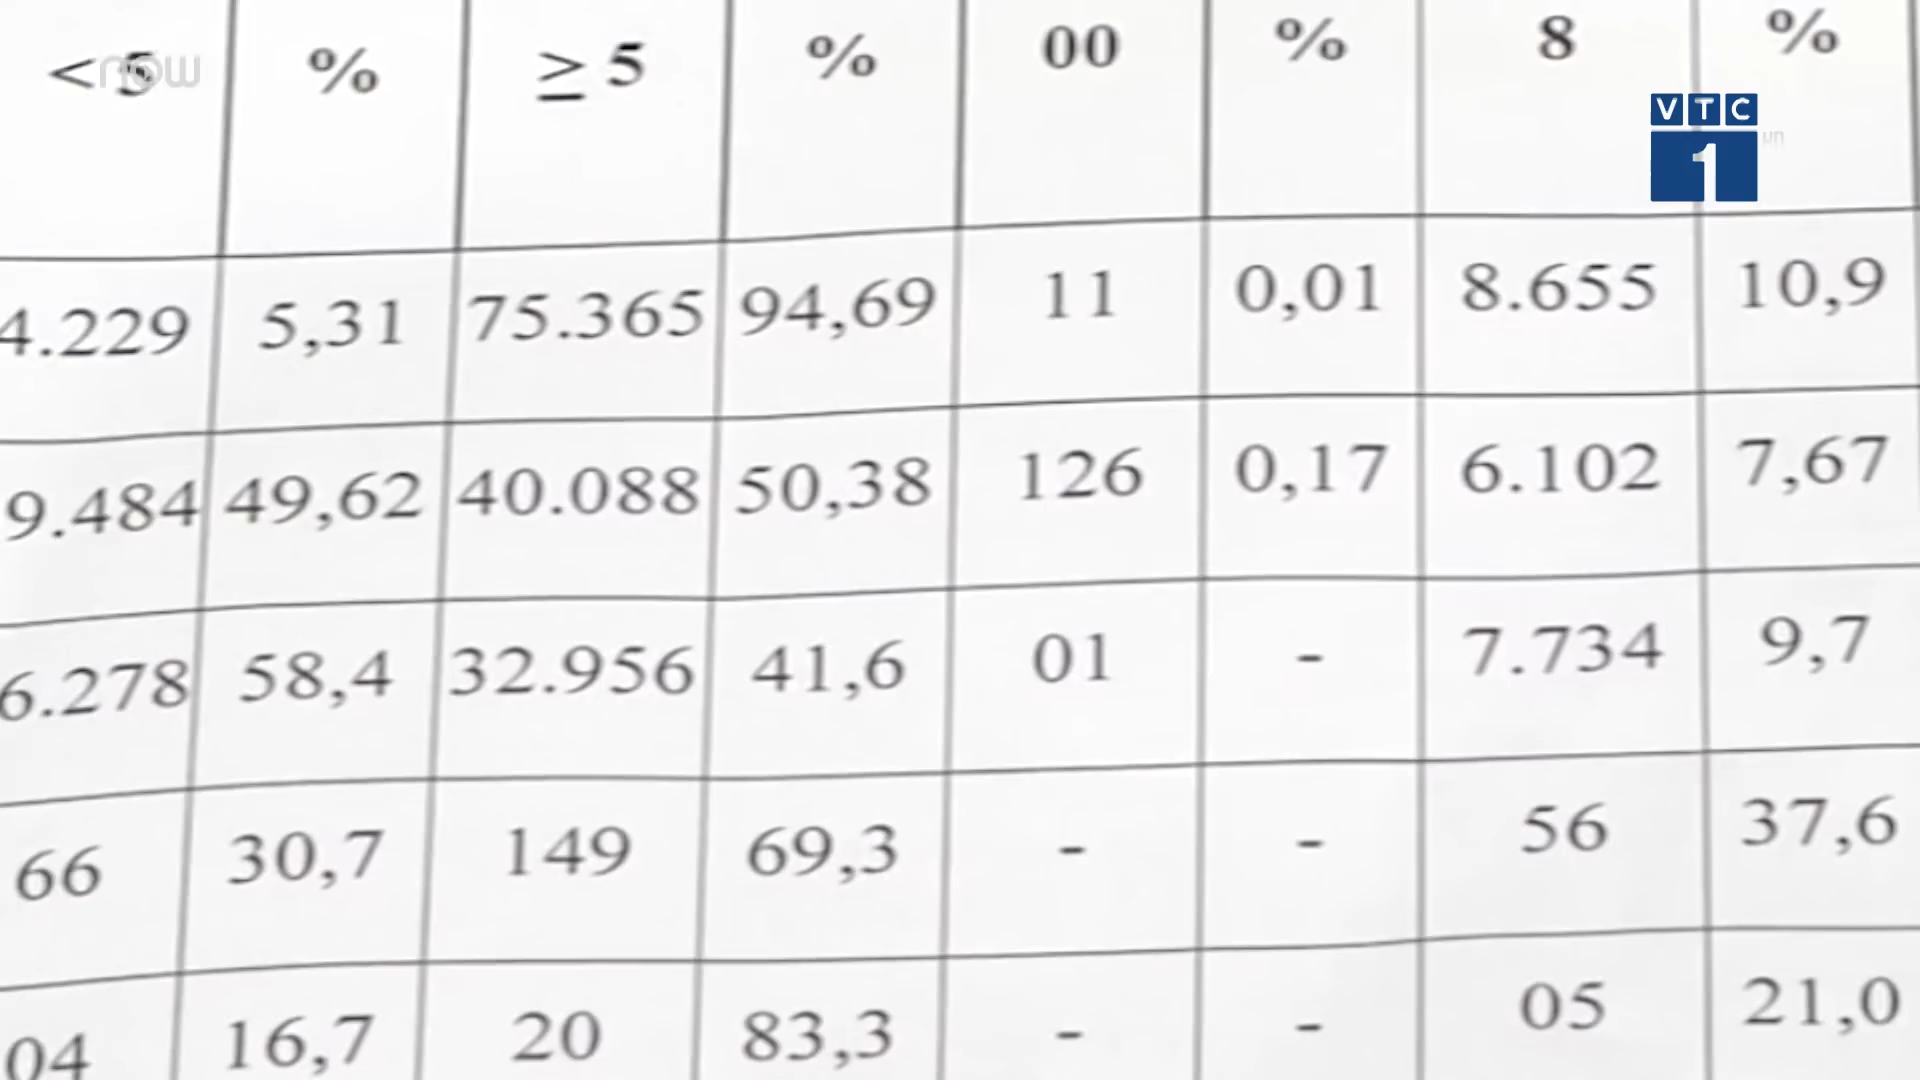 < 5 % ≥ 5 % 00 % 8 %
now
VTC
1
4.229 5,31 75.365 94,69 11 0,01 8.655 10,9
9.484 49,62 40.088 50,38 126 0,17 6.102 7,67
6.278 58,4 32.956 41,6 01 - 7.734 9,7
66 30,7 149 69,3 - - 56 37,6
04 16,7 20 83,3 - - 05 21,0